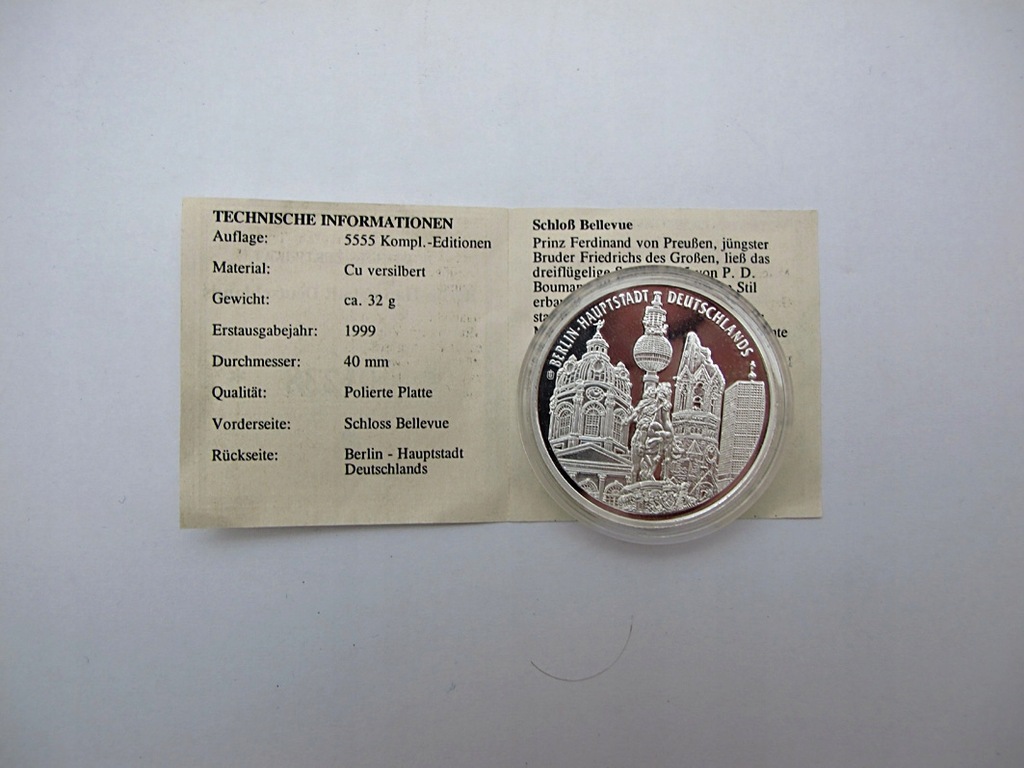 TECHNISCHE INFORMATIONEN
Auflage: 5555 Kompl.-Editionen
Material: Cu versilbert
Gewicht: ca. 32 g
Erstausgabejahr: 1999
Durchmesser: 40 mm
Qualität: Polierte Platte
Vorderseite: Schloss Bellevue
Rückseite: Berlin - Hauptstadt
Deutschlands
Schloß Bellevue
Prinz Ferdinand von Preußen, jüngster
Bruder Friedrichs des Großen, ließ das
dreiflügelige von P. D.
Stil
BERLIN-HAUPTSTADT DEUTSCHLANDS